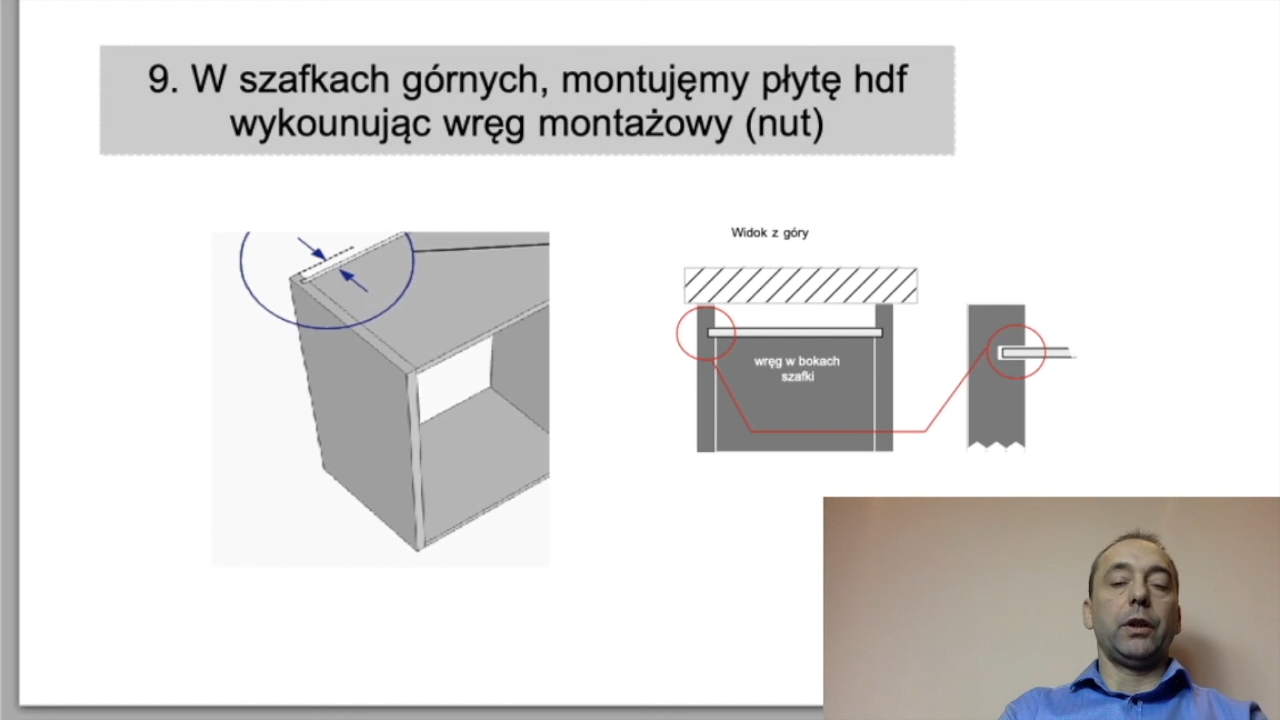 9. W szafkach górnych, montujęmy płytę hdf
wykounując wręg montażowy (nut)
Widok z góry
wręg w bokach
szafki